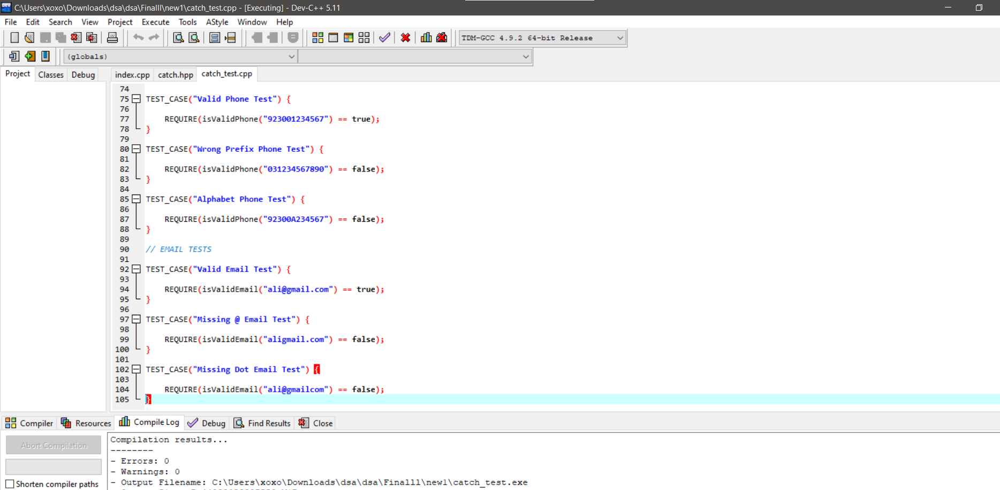 C:\Users\xoxo\Downloads\dsa\dsa\Finalll\new1\catch_test.cpp - [Executing] - Dev-C++ 5.11
File Edit Search View Project Execute Tools AStyle Window Help
TDM-GCC 4.9.2 64-bit Release
(globals)
Project Classes Debug index.cpp catch.hpp catch_test.cpp
74
75 TEST_CASE("Valid Phone Test") {
76
77 REQUIRE(isValidPhone("923001234567") == true);
78 }
79
80 TEST_CASE("Wrong Prefix Phone Test") {
81
82 REQUIRE(isValidPhone("031234567890") == false);
83 }
84
85 TEST_CASE("Alphabet Phone Test") {
86
87 REQUIRE(isValidPhone("92300A234567") == false);
88 }
89
90 // EMAIL TESTS
91
92 TEST_CASE("Valid Email Test") {
93
94 REQUIRE(isValidEmail("ali@gmail.com") == true);
95 }
96
97 TEST_CASE("Missing @ Email Test") {
98
99 REQUIRE(isValidEmail("aligmail.com") == false);
100 }
101
102 TEST_CASE("Missing Dot Email Test") {
103
104 REQUIRE(isValidEmail("ali@gmailcom") == false);
105 }
Compiler Resources Compile Log Debug Find Results Close
Abort Compilation
Shorten compiler paths
Compilation results...
--------
- Errors: 0
- Warnings: 0
- Output Filename: C:\Users\xoxo\Downloads\dsa\dsa\Finalll\new1\catch_test.exe